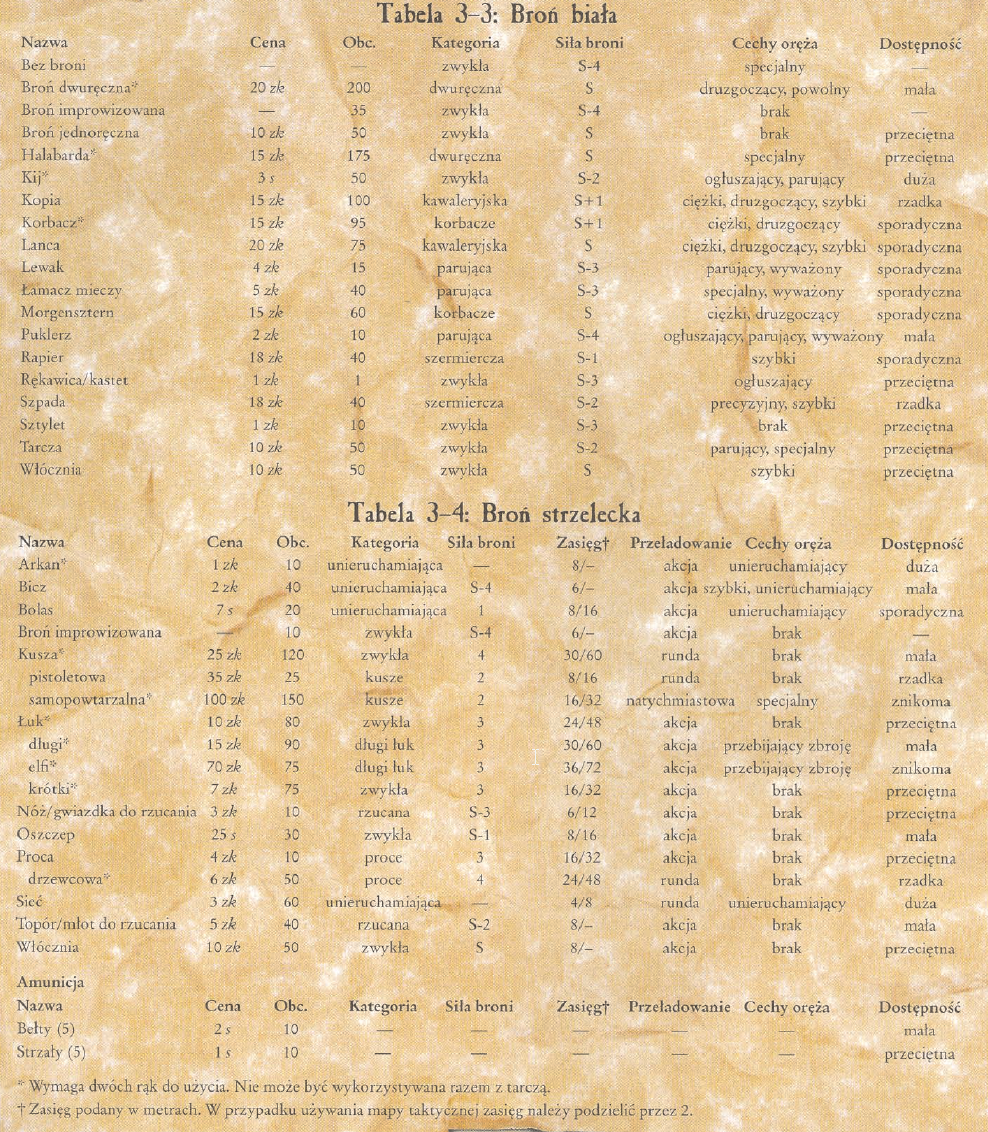 Tabela 3–3: Broń biała
Nazwa Cena Obc. Kategoria Siła broni Cechy oręża Dostępność
Bez broni — — zwykła S-4 specjalny —
Broń dwuręczna* 20 zk 200 dwuręczna S druzgoczący, powolny mała
Broń improwizowana — 35 zwykła S-4 brak —
Broń jednoręczna 10 zk 50 zwykła S brak przeciętna
Halabarda* 15 zk 175 dwuręczna S specjalny przeciętna
Kij* 3 s 50 zwykła S-2 ogłuszający, parujący duża
Kopia 15 zk 100 kawaleryjska S+1 ciężki, druzgoczący, szybki rzadka
Korbacz* 15 zk 95 korbacze S+1 ciężki, druzgoczący sporadyczna
Lanca 20 zk 75 kawaleryjska S ciężki, druzgoczący, szybki sporadyczna
Lewak 4 zk 15 parująca S-3 parujący, wyważony sporadyczna
Łamacz mieczy 5 zk 40 parująca S-3 specjalny, wyważony sporadyczna
Morgensztern 15 zk 60 korbacze S ciężki, druzgoczący sporadyczna
Puklerz 2 zk 10 parująca S-4 ogłuszający, parujący, wyważony mała
Rapier 18 zk 40 szermiercza S-1 szybki sporadyczna
Rękawica/kastet 1 zk 1 zwykła S-3 ogłuszający przeciętna
Szpada 18 zk 40 szermiercza S-2 precyzyjny, szybki rzadka
Sztylet 1 zk 10 zwykła S-3 brak przeciętna
Tarcza 10 zk 50 zwykła S-2 parujący, specjalny przeciętna
Włócznia 10 zk 50 zwykła S szybki przeciętna
Tabela 3–4: Broń strzelecka
Nazwa Cena Obc. Kategoria Siła broni Zasięg† Przeładowanie Cechy oręża Dostępność
Arkan* 1 zk 10 unieruchamiająca — 8/– akcja unieruchamiający duża
Bicz 2 zk 40 unieruchamiająca S-4 6/– akcja szybki, unieruchamiający mała
Bolas 7 s 20 unieruchamiająca 1 8/16 akcja unieruchamiający sporadyczna
Broń improwizowana — 10 zwykła S-4 6/– akcja brak —
Kusza* 25 zk 120 zwykła 4 30/60 runda brak mała
pistoletowa 35 zk 25 kusze 2 8/16 runda brak rzadka
samopowtarzalna* 100 zk 150 kusze 2 16/32 natychmiastowa specjalny znikoma
Łuk* 10 zk 80 zwykła 3 24/48 akcja brak przeciętna
długi* 15 zk 90 długi łuk 3 30/60 akcja przebijający zbroję mała
elfi* 70 zk 75 długi łuk 3 36/72 akcja przebijający zbroję znikoma
krótki* 7 zk 75 zwykła 3 16/32 akcja brak przeciętna
Nóż/gwiazdka do rzucania 3 zk 10 rzucana S-3 6/12 akcja brak przeciętna
Oszczep 25 s 30 zwykła S-1 8/16 akcja brak mała
Proca 4 zk 10 proce 3 16/32 akcja brak przeciętna
drzewcowa* 6 zk 50 proce 4 24/48 runda brak rzadka
Sieć 3 zk 60 unieruchamiająca — 4/8 runda unieruchamiający duża
Topór/młot do rzucania 5 zk 40 rzucana S-2 8/– akcja brak mała
Włócznia 10 zk 50 zwykła S 8/– akcja brak przeciętna
Amunicja
Nazwa Cena Obc. Kategoria Siła broni Zasięg† Przeładowanie Cechy oręża Dostępność
Bełty (5) 2 s 10 — — — — — mała
Strzały (5) 1 s 10 — — — — — przeciętna
* Wymaga dwóch rąk do użycia. Nie może być wykorzystywana razem z tarczą.
† Zasięg podany w metrach. W przypadku używania mapy taktycznej zasięg należy podzielić przez 2.